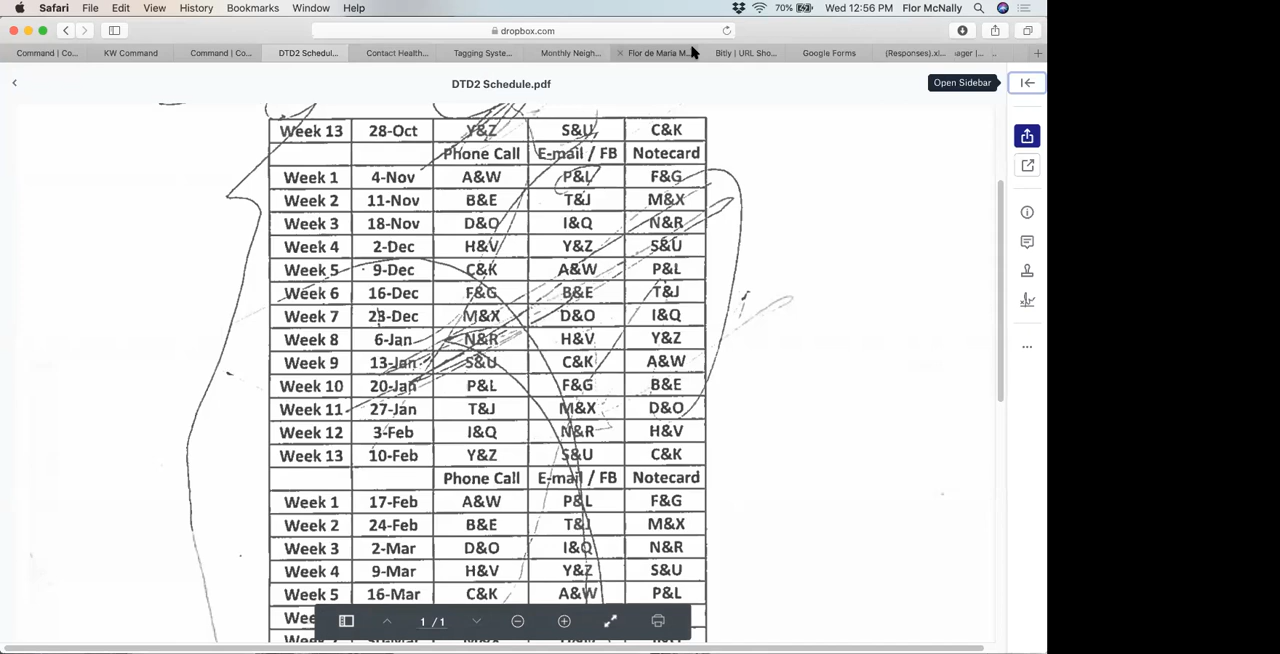 Safari File Edit View History Bookmarks Window Help 70% Wed 12:56 PM Flor McNally
dropbox.com
Command | Co... KW Command Command | Co... DTD2 Schedul... Contact Health... Tagging Syste... Monthly Neigh... Flor de Maria M... Bitly | URL Sho... Google Forms (Responses).xl... ager |...
DTD2 Schedule.pdf
Open Sidebar
Week 13 28-Oct Y&Z S&U C&K
Phone Call E-mail / FB Notecard
Week 1 4-Nov A&W P&L F&G
Week 2 11-Nov B&E T&J M&X
Week 3 18-Nov D&O I&Q N&R
Week 4 2-Dec H&V Y&Z S&U
Week 5 9-Dec C&K A&W P&L
Week 6 16-Dec F&G B&E T&J
Week 7 23-Dec M&X D&O I&Q
Week 8 6-Jan N&R H&V Y&Z
Week 9 13-Jan S&U C&K A&W
Week 10 20-Jan P&L F&G B&E
Week 11 27-Jan T&J M&X D&O
Week 12 3-Feb I&Q N&R H&V
Week 13 10-Feb Y&Z S&U C&K
Phone Call E-mail / FB Notecard
Week 1 17-Feb A&W P&L F&G
Week 2 24-Feb B&E T&J M&X
Week 3 2-Mar D&O I&Q N&R
Week 4 9-Mar H&V Y&Z S&U
Week 5 16-Mar C&K A&W P&L
Week
1 / 1